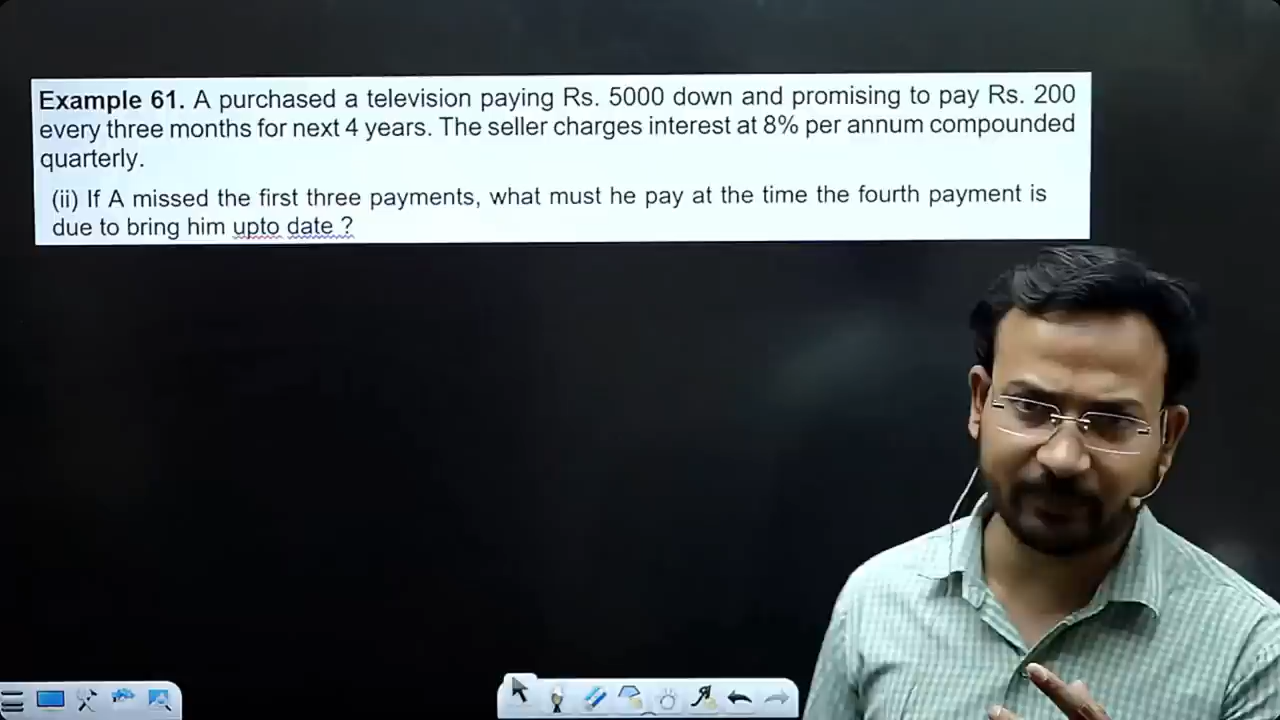 Example 61. A purchased a television paying Rs. 5000 down and promising to pay Rs. 200
every three months for next 4 years. The seller charges interest at 8% per annum compounded
quarterly.
(ii) If A missed the first three payments, what must he pay at the time the fourth payment is
due to bring him upto date ?